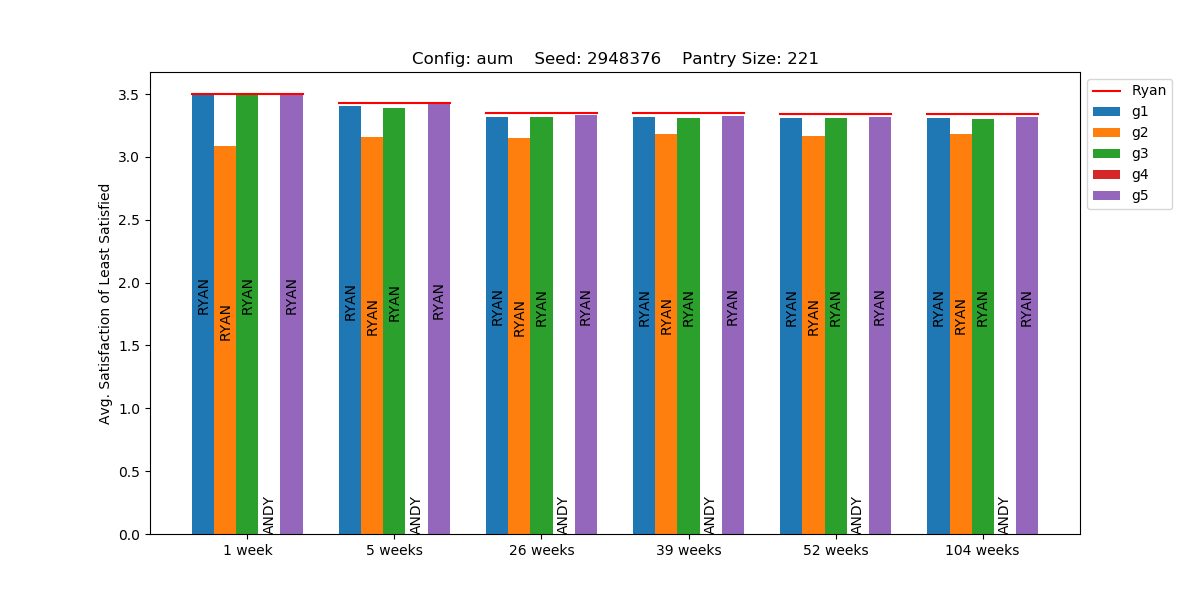 Config: aum    Seed: 2948376    Pantry Size: 221
Avg. Satisfaction of Least Satisfied
3.5
3.0
2.5
2.0
1.5
1.0
0.5
0.0
RYAN
RYAN
RYAN
ANDY
RYAN
RYAN
RYAN
RYAN
ANDY
RYAN
RYAN
RYAN
RYAN
ANDY
RYAN
RYAN
RYAN
RYAN
ANDY
RYAN
RYAN
RYAN
RYAN
ANDY
RYAN
RYAN
RYAN
RYAN
ANDY
RYAN
1 week
5 weeks
26 weeks
39 weeks
52 weeks
104 weeks
Ryan
g1
g2
g3
g4
g5